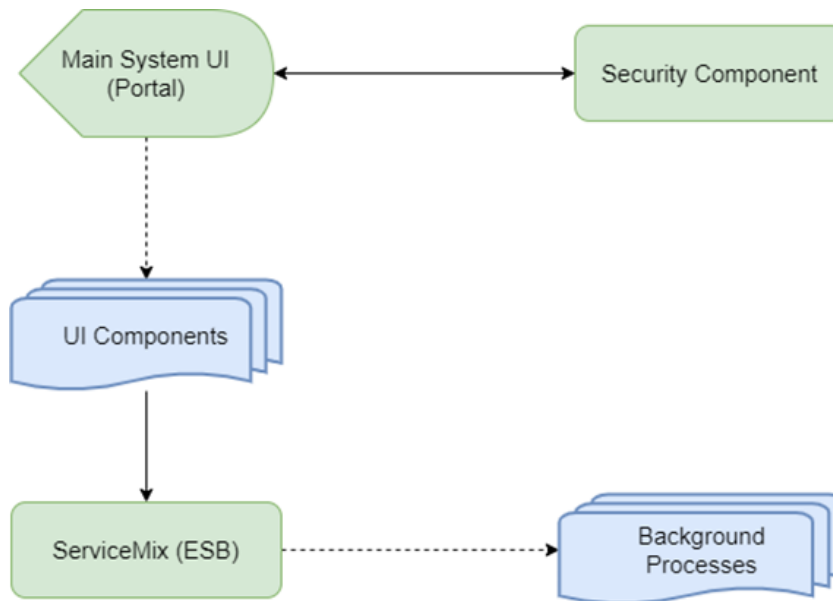 Main System UI
(Portal)
Security Component
UI Components
ServiceMix (ESB)
Background
Processes